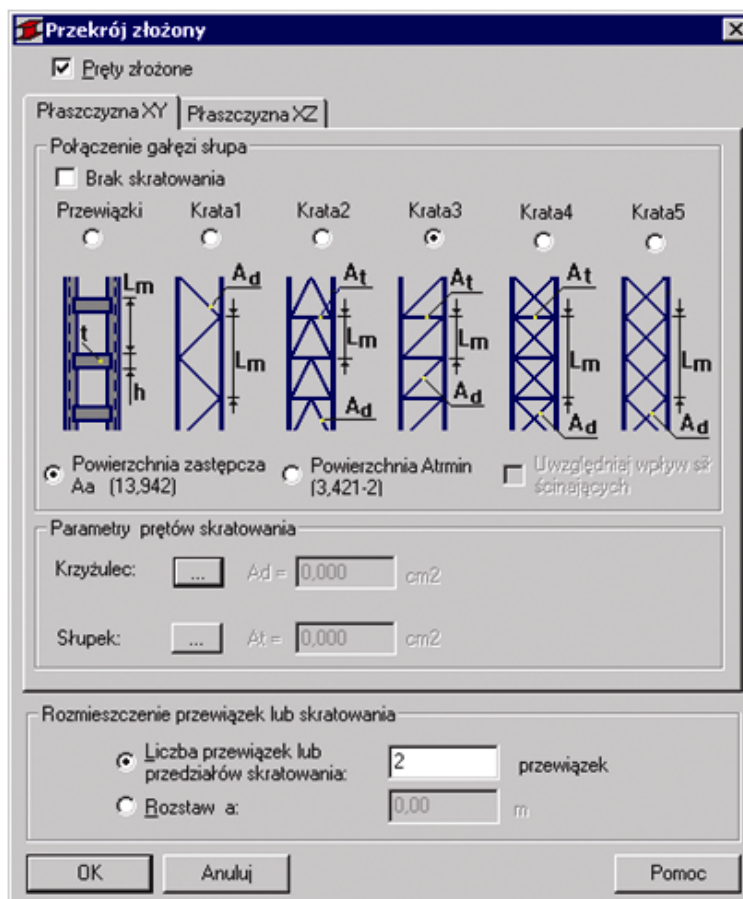 Przekrój złożony
Pręty złożone
Płaszczyzna XY Płaszczyzna XZ
Połączenie gałęzi słupa
Brak skratowania
Przewiązki Krata1 Krata2 Krata3 Krata4 Krata5
Lm t h
Ad Lm
At Lm Ad
At Lm Ad
At Lm Ad
Lm Ad
Powierzchnia zastępcza
Aa (13,942)
Powierzchnia Atrmin
(3,421-2)
Uwzględniaj wpływ sił
ścinających
Parametry prętów skratowania
Krzyżulec: ... Ad = 0,000 cm2
Słupek: ... At = 0,000 cm2
Rozmieszczenie przewiązek lub skratowania
Liczba przewiązek lub
przedziałów skratowania: 2 przewiązek
Rozstaw a: 0,00 m
OK Anuluj Pomoc